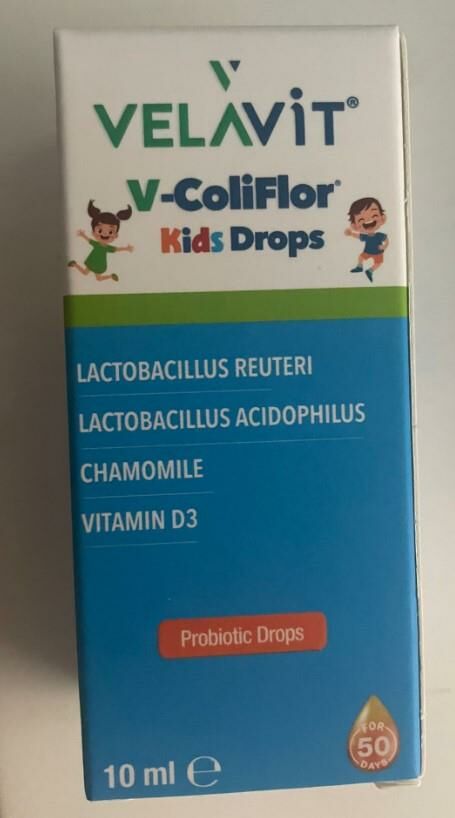 VELAViT®
V-ColiFlor®
Kids Drops
LACTOBACILLUS REUTERI
LACTOBACILLUS ACIDOPHILUS
CHAMOMILE
VITAMIN D3
Probiotic Drops
FOR
50
DAYS
10 ml ℮